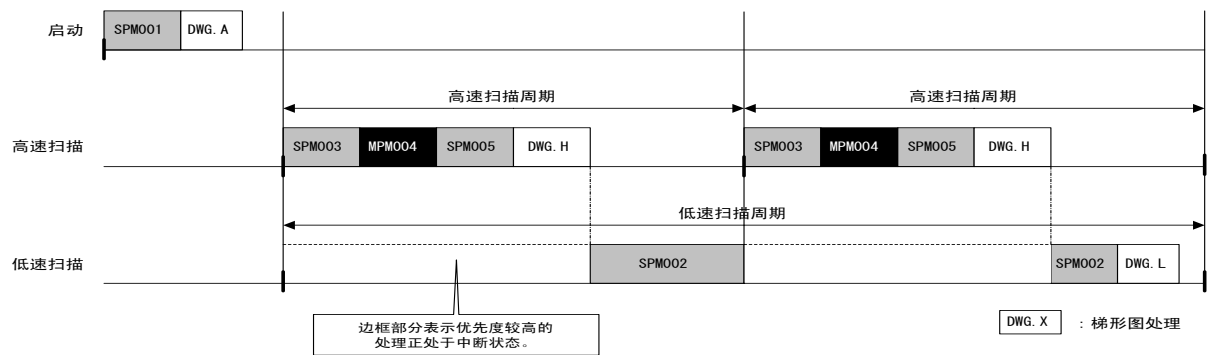 启动
SPM001
DWG. A
高速扫描周期
高速扫描周期
高速扫描
SPM003
MPM004
SPM005
DWG. H
SPM003
MPM004
SPM005
DWG. H
低速扫描周期
低速扫描
SPM002
SPM002
DWG. L
边框部分表示优先度较高的
处理正处于中断状态。
DWG. X
：梯形图处理